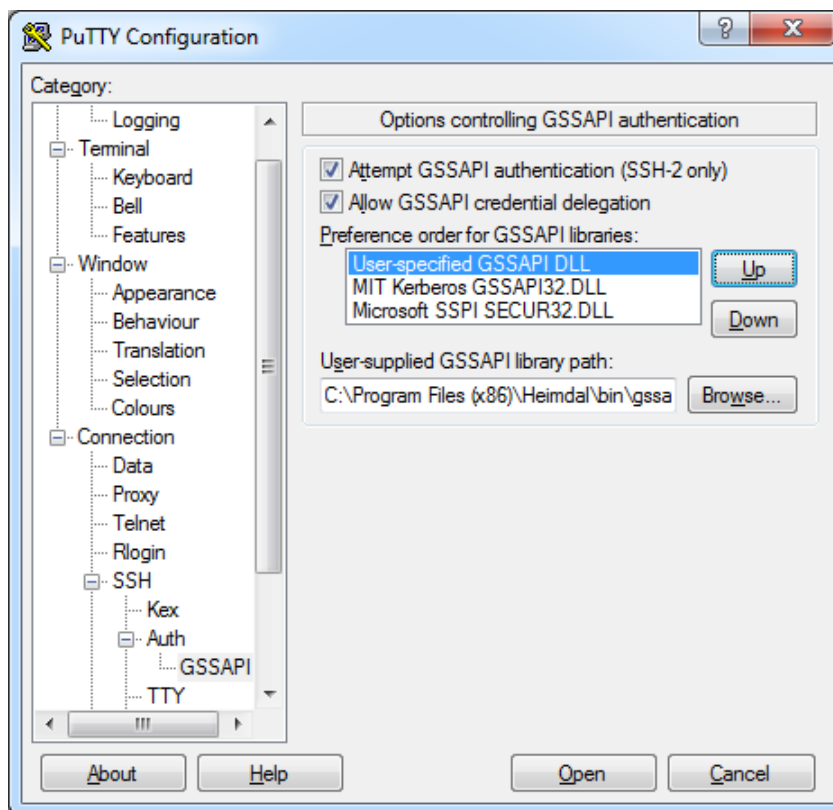 PuTTY Configuration
Category:
Logging
Terminal
Keyboard
Bell
Features
Window
Appearance
Behaviour
Translation
Selection
Colours
Connection
Data
Proxy
Telnet
Rlogin
SSH
Kex
Auth
GSSAPI
TTY
Options controlling GSSAPI authentication
Attempt GSSAPI authentication (SSH-2 only)
Allow GSSAPI credential delegation
Preference order for GSSAPI libraries:
User-specified GSSAPI DLL
MIT Kerberos GSSAPI32.DLL
Microsoft SSPI SECUR32.DLL
Up
Down
User-supplied GSSAPI library path:
C:\Program Files (x86)\Heimdal\bin\gssa
Browse...
About
Help
Open
Cancel